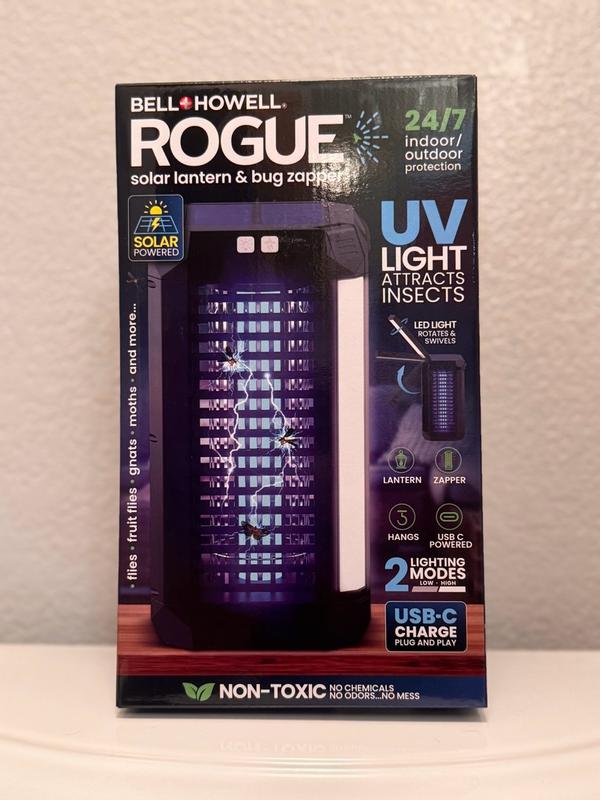 BELL+HOWELL®
ROGUE™
solar lantern & bug zapper
24/7
indoor/
outdoor
protection
SOLAR
POWERED
UV
LIGHT
ATTRACTS
INSECTS
LED LIGHT
ROTATES &
SWIVELS
flies • fruit flies • gnats • moths • and more...
LANTERN
ZAPPER
HANGS
USB C
POWERED
2 LIGHTING
MODES
LOW - HIGH
USB-C
CHARGE
PLUG AND PLAY
NON-TOXIC
NO CHEMICALS
NO ODORS...NO MESS